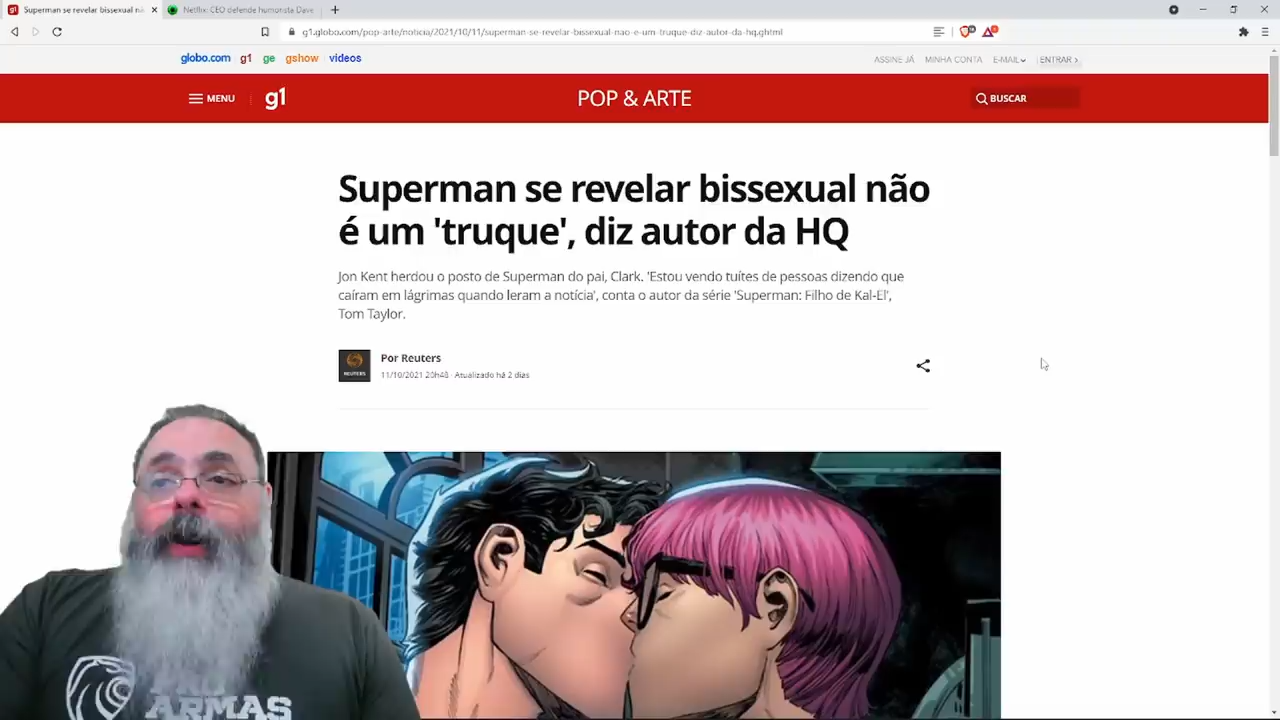 Superman se revelar bissexual nã
Netflix: CEO defende humorista Dave
g1.globo.com/pop-arte/noticia/2021/10/11/superman-se-revelar-bissexual-nao-e-um-truque-diz-autor-da-hq.ghtml
globo.com g1 ge gshow videos
ASSINE JÁ MINHA CONTA E-MAIL ENTRAR ›
MENU g1 POP & ARTE BUSCAR
Superman se revelar bissexual não
é um 'truque', diz autor da HQ
Jon Kent herdou o posto de Superman do pai, Clark. 'Estou vendo tuítes de pessoas dizendo que
caíram em lágrimas quando leram a notícia', conta o autor da série 'Superman: Filho de Kal-El',
Tom Taylor.
REUTERS
Por Reuters
11/10/2021 20h48 · Atualizado há 2 dias
ARMAS